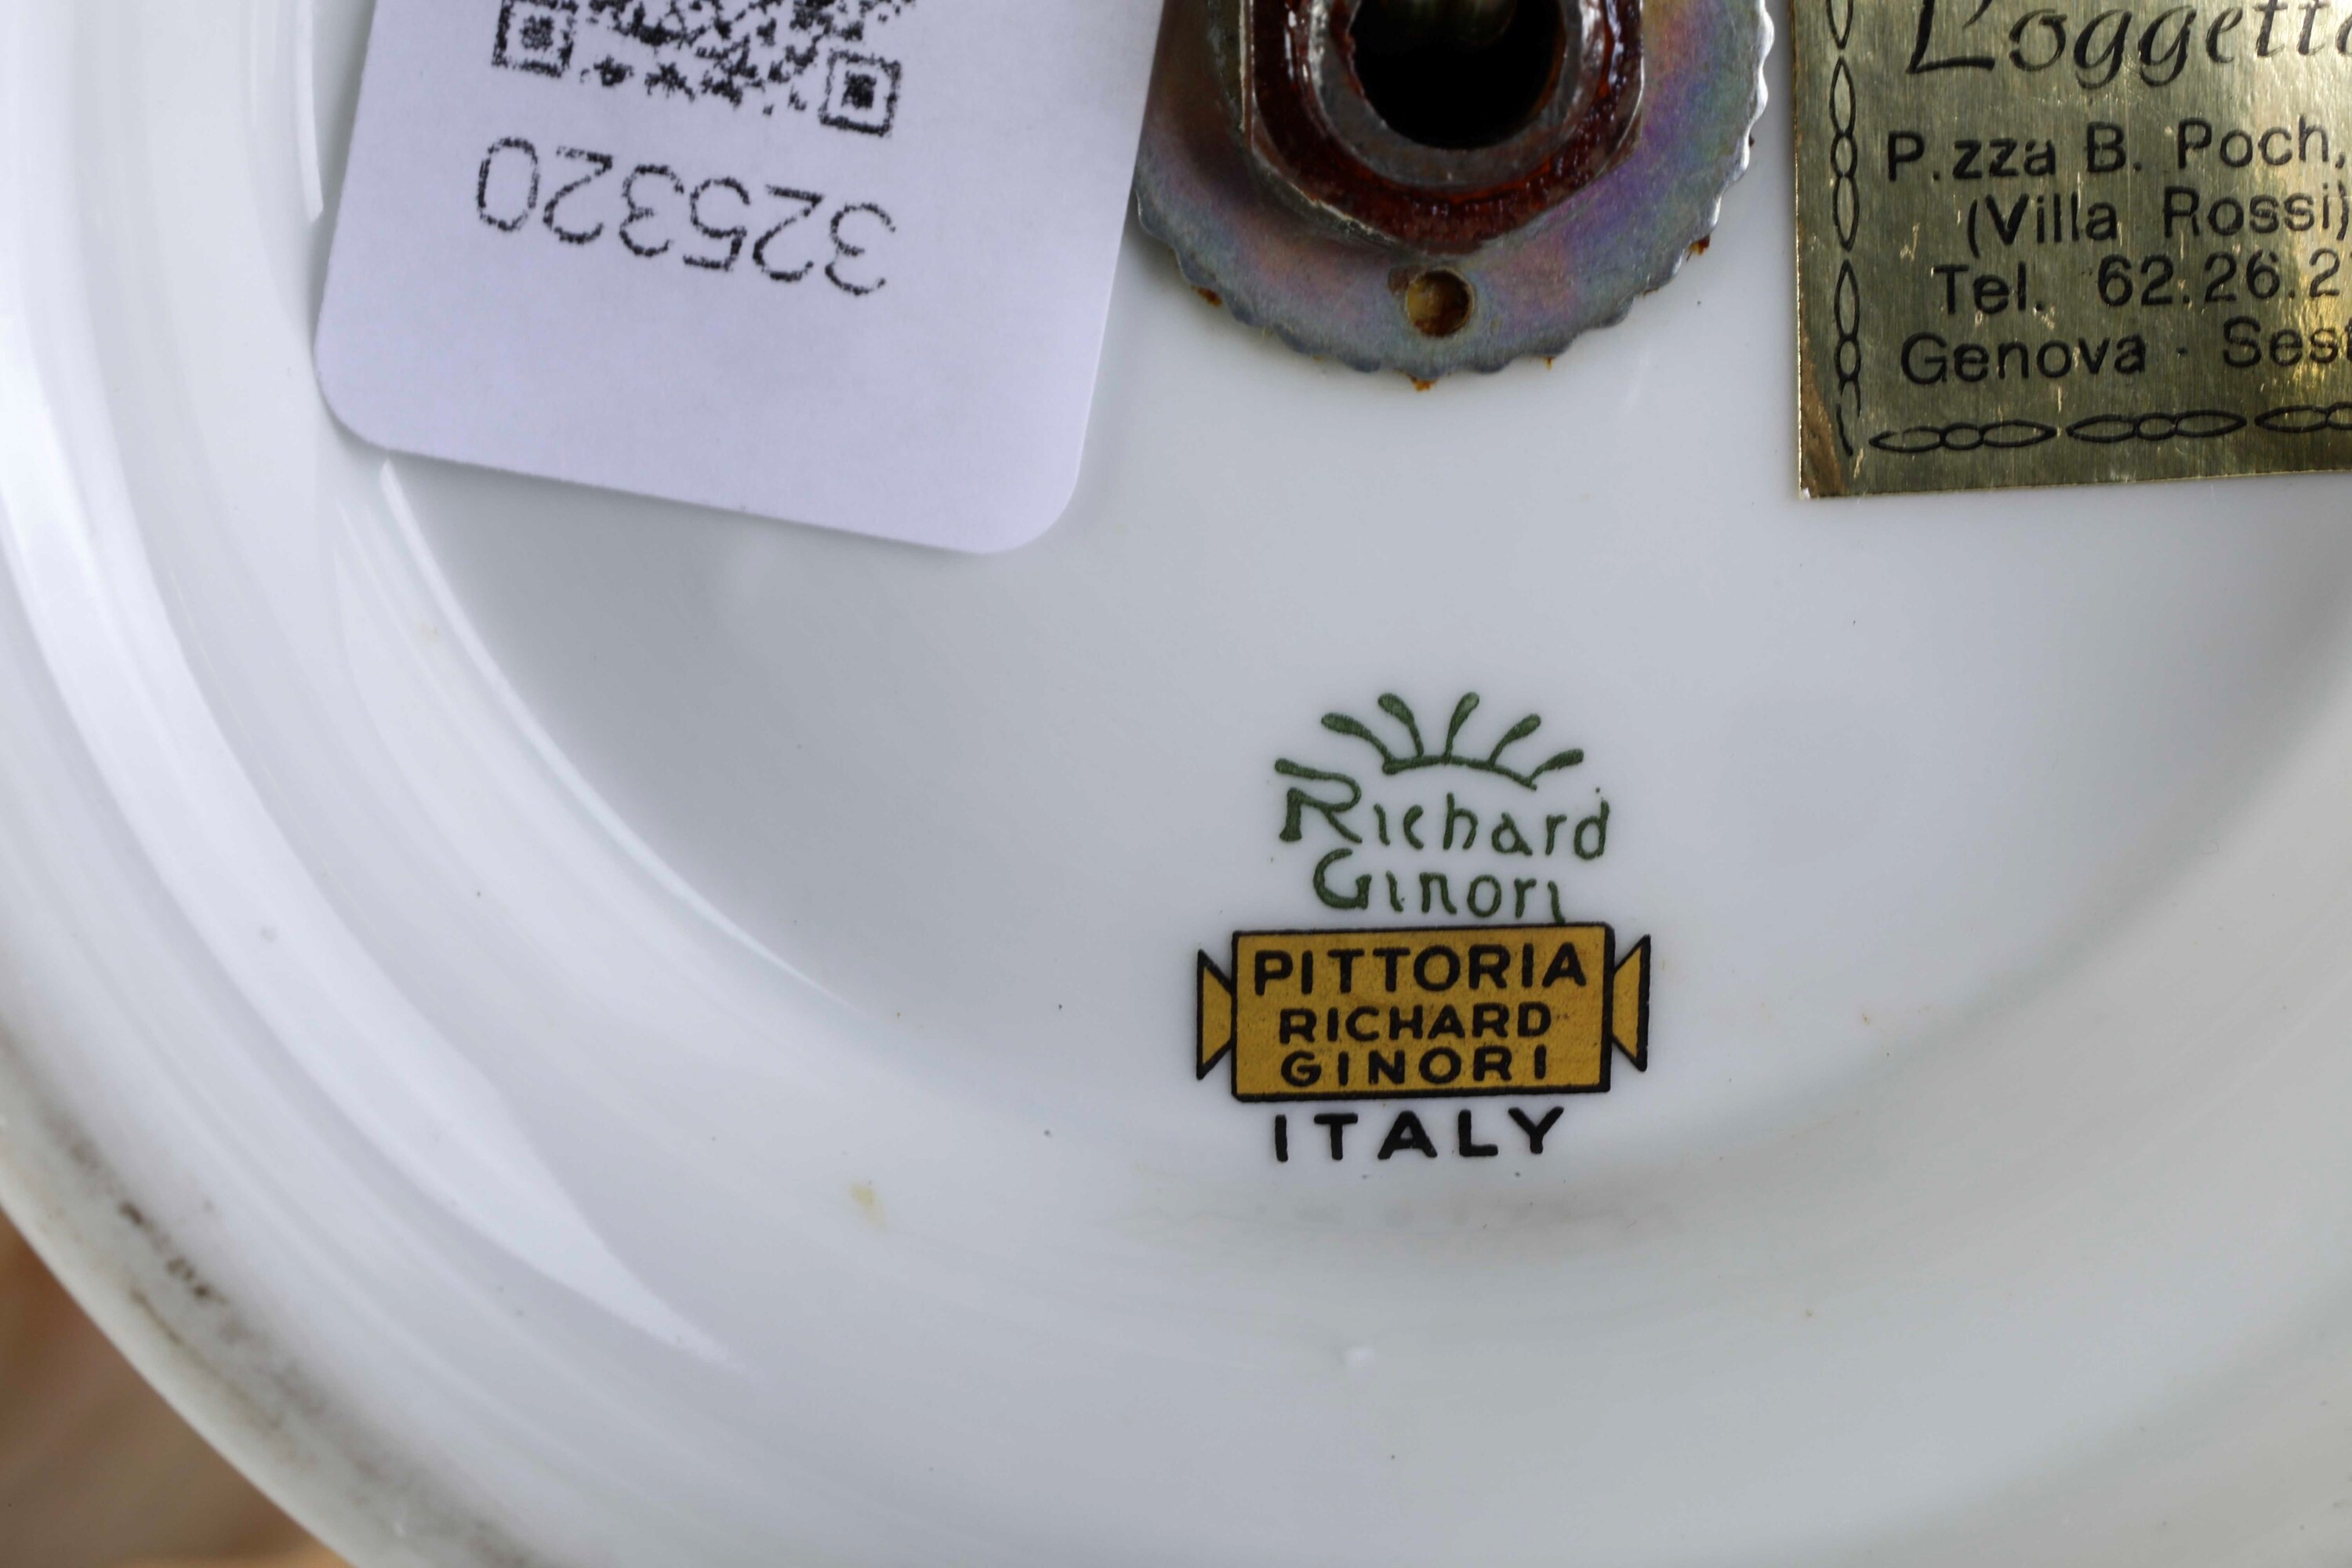 325320
L'oggett
P.zza B. Poch,
(Villa Rossi)
Tel. 62.26.2
Genova - Ses
Richard
Ginori
PITTORIA
RICHARD
GINORI
ITALY